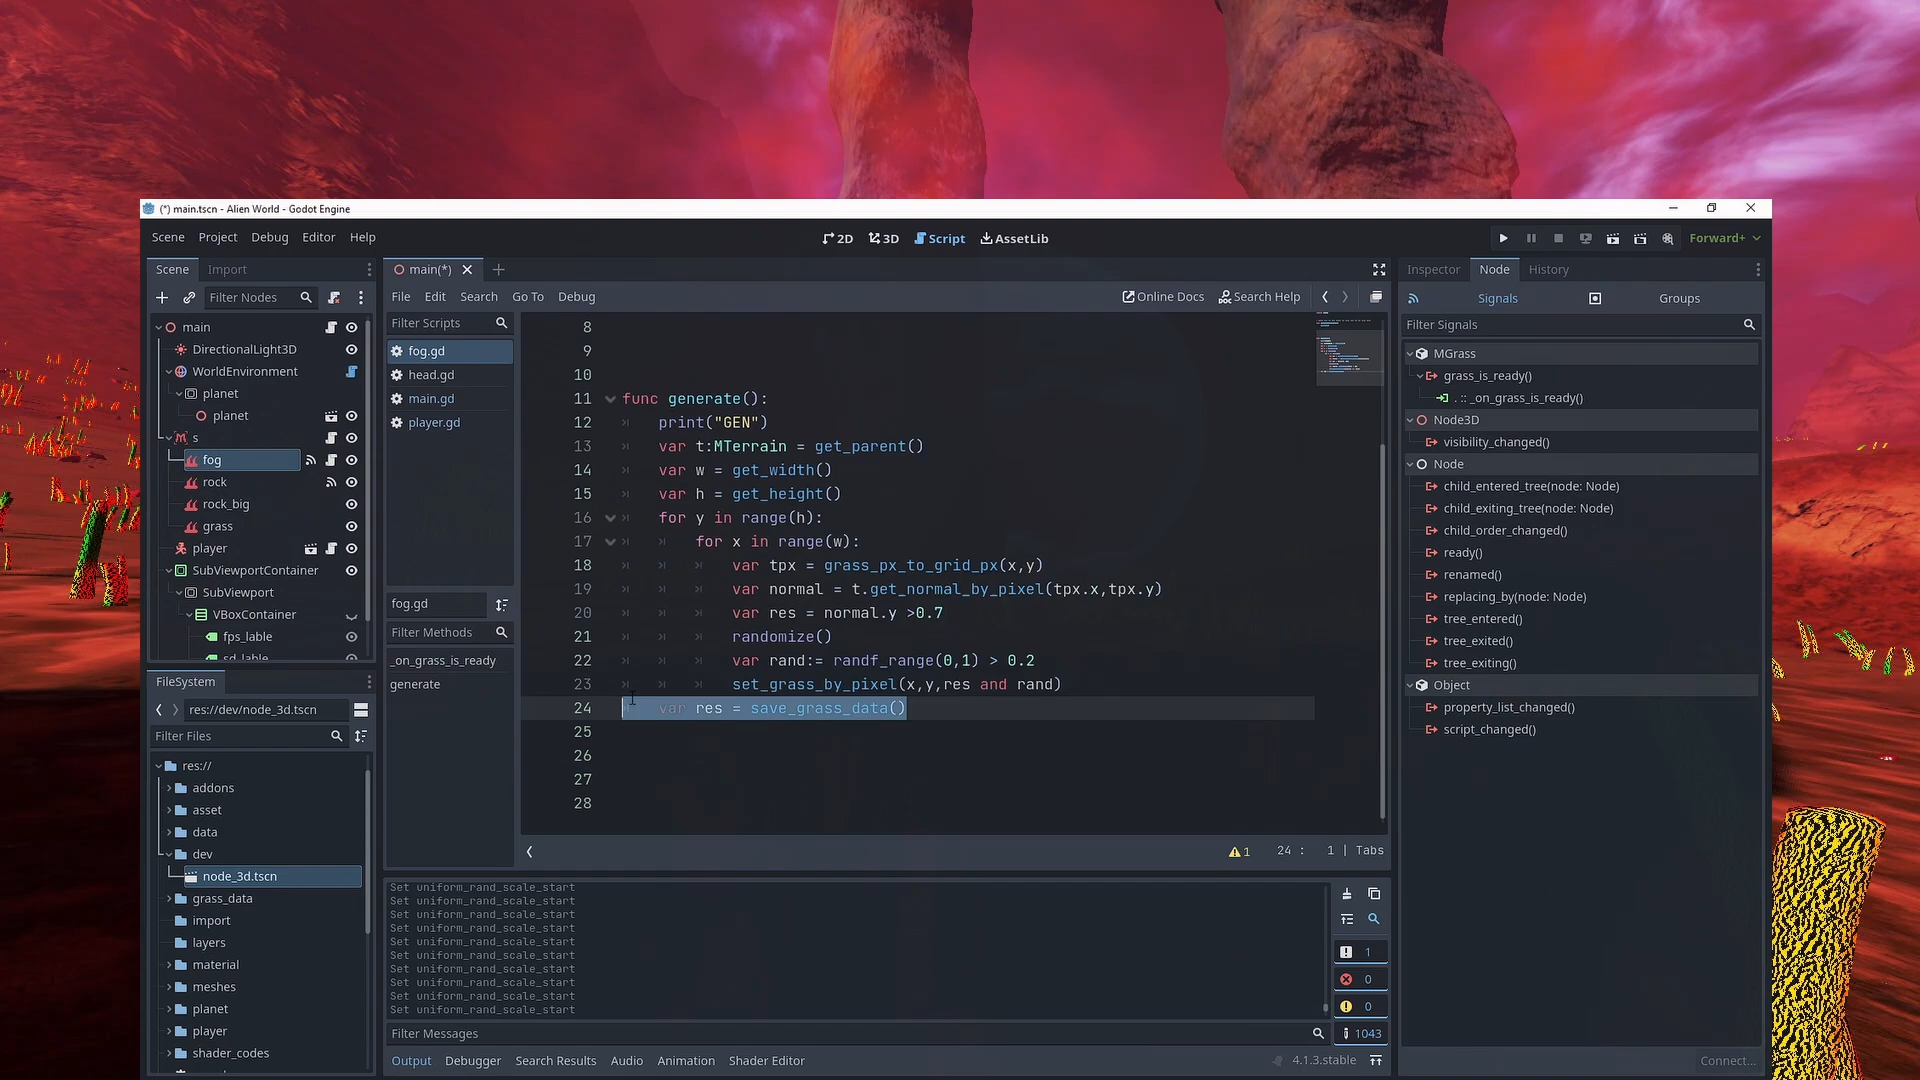 (*) main.tscn - Alien World - Godot Engine
Scene Project Debug Editor Help
2D 3D Script AssetLib
Forward+
Scene Import
Filter Nodes
main
DirectionalLight3D
WorldEnvironment
planet
planet
s
fog
rock
rock_big
grass
player
SubViewportContainer
SubViewport
VBoxContainer
fps_lable
sd_lable
FileSystem
res://dev/node_3d.tscn
Filter Files
res://
addons
asset
data
dev
node_3d.tscn
grass_data
import
layers
material
meshes
planet
player
shader_codes
main(*)
File Edit Search Go To Debug
Online Docs Search Help
Filter Scripts
fog.gd
head.gd
main.gd
player.gd
fog.gd
Filter Methods
_on_grass_is_ready
generate
8
9
10
11 func generate():
12 print("GEN")
13 var t:MTerrain = get_parent()
14 var w = get_width()
15 var h = get_height()
16 for y in range(h):
17 for x in range(w):
18 var tpx = grass_px_to_grid_px(x,y)
19 var normal = t.get_normal_by_pixel(tpx.x,tpx.y)
20 var res = normal.y >0.7
21 randomize()
22 var rand:= randf_range(0,1) > 0.2
23 set_grass_by_pixel(x,y,res and rand)
24 var res = save_grass_data()
25
26
27
28
1 24 : 1 | Tabs
Set uniform_rand_scale_start
Set uniform_rand_scale_start
Set uniform_rand_scale_start
Set uniform_rand_scale_start
Set uniform_rand_scale_start
Set uniform_rand_scale_start
Set uniform_rand_scale_start
Set uniform_rand_scale_start
Set uniform_rand_scale_start
Set uniform_rand_scale_start
1
0
0
1043
Filter Messages
Output Debugger Search Results Audio Animation Shader Editor
4.1.3.stable
Inspector Node History
Signals Groups
Filter Signals
MGrass
grass_is_ready()
. :: _on_grass_is_ready()
Node3D
visibility_changed()
Node
child_entered_tree(node: Node)
child_exiting_tree(node: Node)
child_order_changed()
ready()
renamed()
replacing_by(node: Node)
tree_entered()
tree_exited()
tree_exiting()
Object
property_list_changed()
script_changed()
Connect...